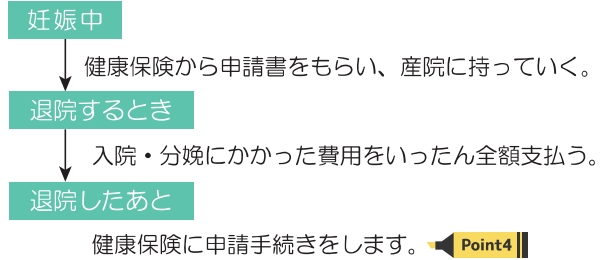 妊娠中
健康保険から申請書をもらい、産院に持っていく。
退院するとき
入院・分娩にかかった費用をいったん全額支払う。
退院したあと
健康保険に申請手続きをします。 Point4